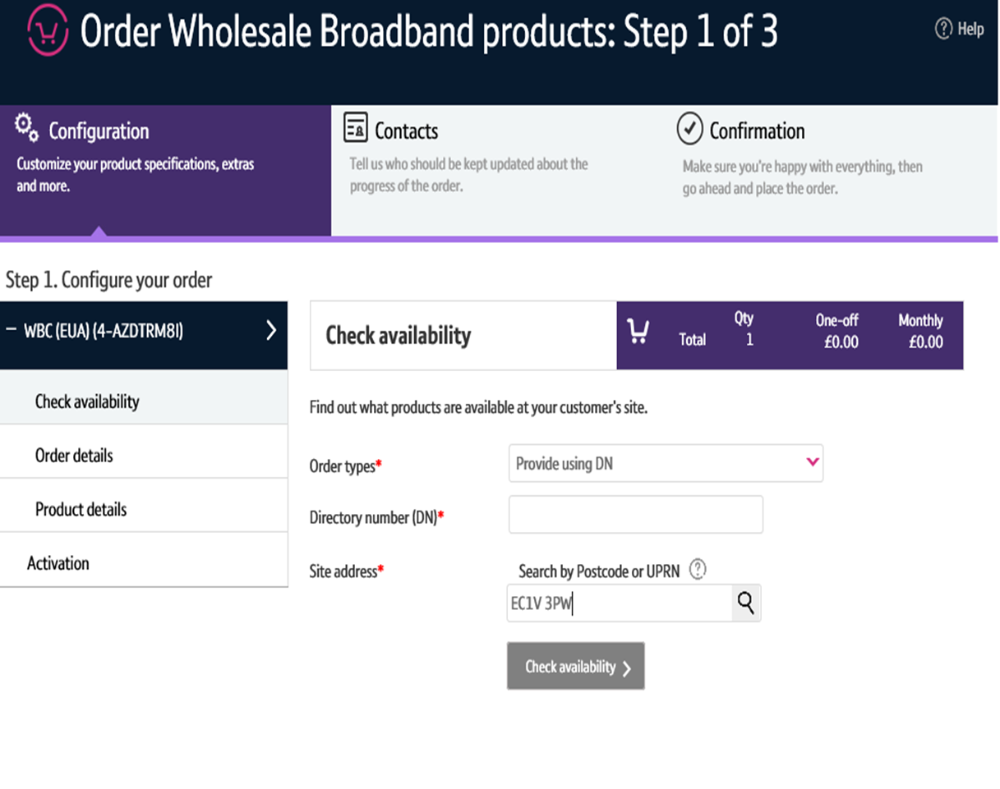 Order Wholesale Broadband products: Step 1 of 3
? Help
Configuration
Customize your product specifications, extras
and more.
Contacts
Tell us who should be kept updated about the
progress of the order.
Confirmation
Make sure you're happy with everything, then
go ahead and place the order.
Step 1. Configure your order
– WBC (EUA) (4-AZDTRM8I)
Check availability
Order details
Product details
Activation
Check availability
Qty One-off Monthly
Total 1 £0.00 £0.00
Find out what products are available at your customer's site.
Order types* Provide using DN
Directory number (DN)*
Site address* Search by Postcode or UPRN ?
EC1V 3PW
Check availability